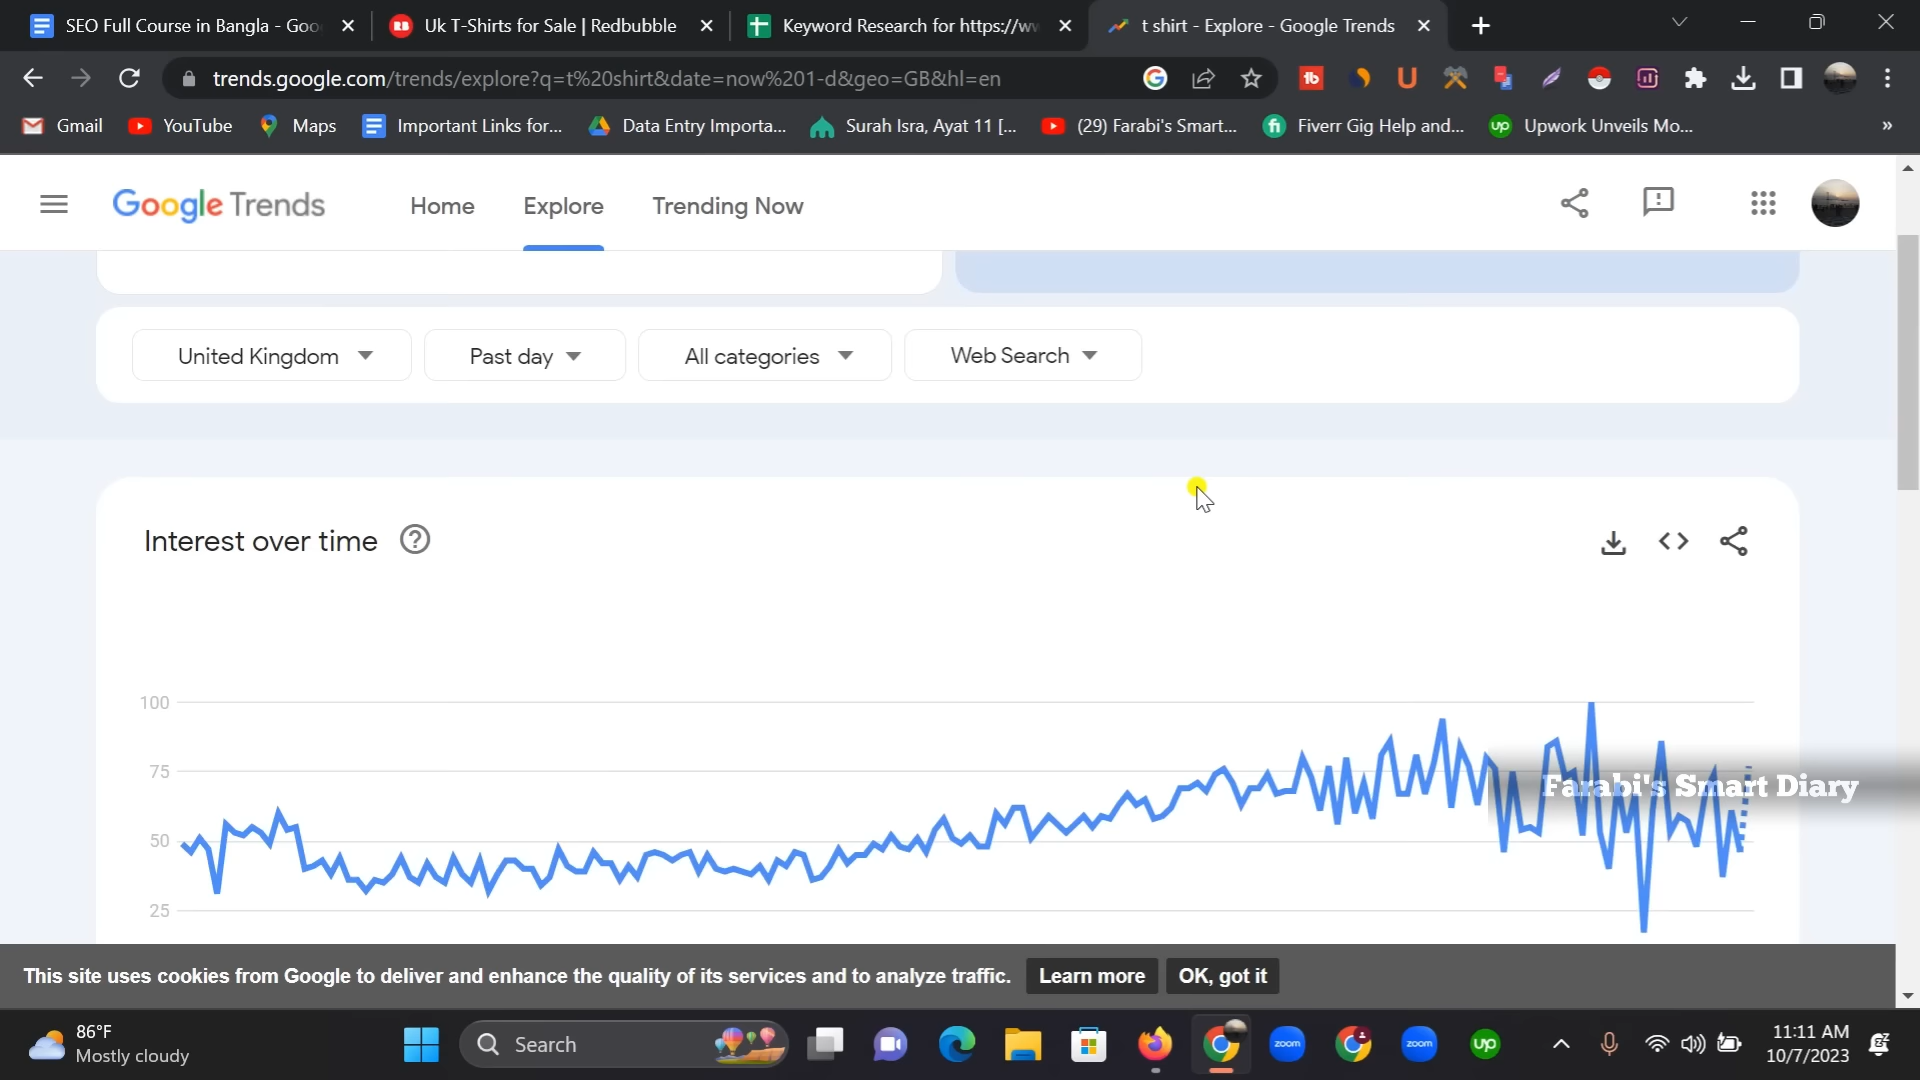 SEO Full Course in Bangla - Goo
Uk T-Shirts for Sale | Redbubble
Keyword Research for https://ww
t shirt - Explore - Google Trends
trends.google.com/trends/explore?q=t%20shirt&date=now%201-d&geo=GB&hl=en
Gmail
YouTube
Maps
Important Links for...
Data Entry Importa...
Surah Isra, Ayat 11 [...
(29) Farabi's Smart...
Fiverr Gig Help and...
Upwork Unveils Mo...
Google Trends
Home
Explore
Trending Now
United Kingdom
Past day
All categories
Web Search
Interest over time
100
75
Farabi's Smart Diary
50
25
This site uses cookies from Google to deliver and enhance the quality of its services and to analyze traffic.
Learn more
OK, got it
86°F
Mostly cloudy
Search
zoom
zoom
up
11:11 AM
10/7/2023